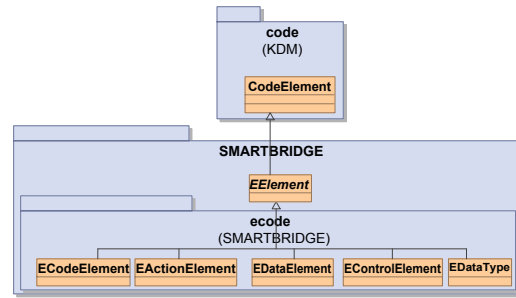 code
(KDM)
CodeElement
SMARTBRIDGE
EElement
ecode
(SMARTBRIDGE)
ECodeElement EActionElement EDataElement EControlElement EDataType